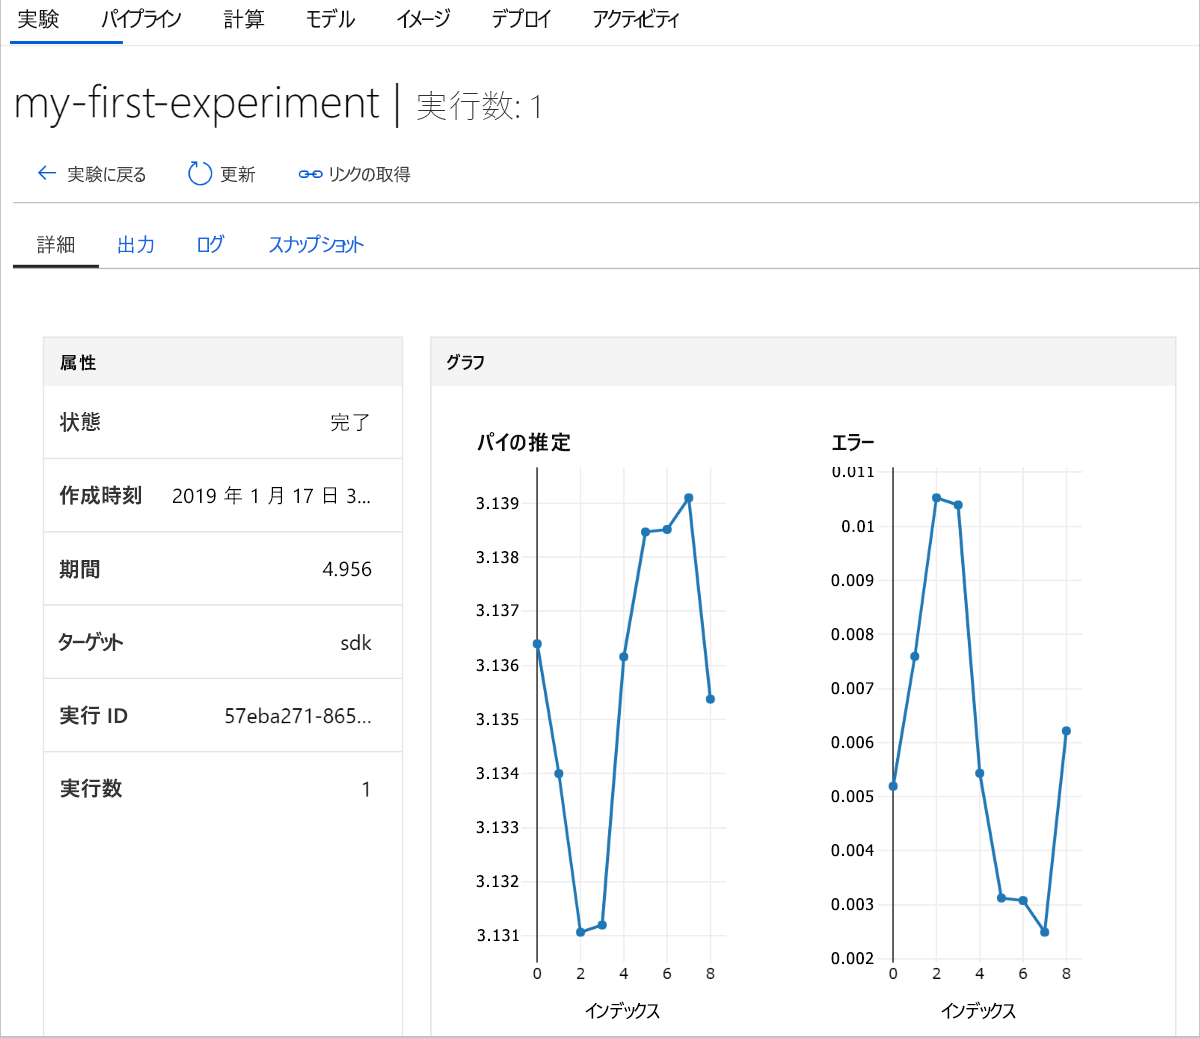 実験 パイプライン 計算 モデル イメージ デプロイ アクティビティ
my-first-experiment | 実行数: 1
実験に戻る 更新 リンクの取得
詳細 出力 ログ スナップショット
属性
状態 完了
作成時刻 2019 年 1 月 17 日 3...
期間 4.956
ターゲット sdk
実行 ID 57eba271-865...
実行数 1
グラフ
パイの推定
3.139
3.138
3.137
3.136
3.135
3.134
3.133
3.132
3.131
0 2 4 6 8
インデックス
エラー
0.011
0.01
0.009
0.008
0.007
0.006
0.005
0.004
0.003
0.002
0 2 4 6 8
インデックス